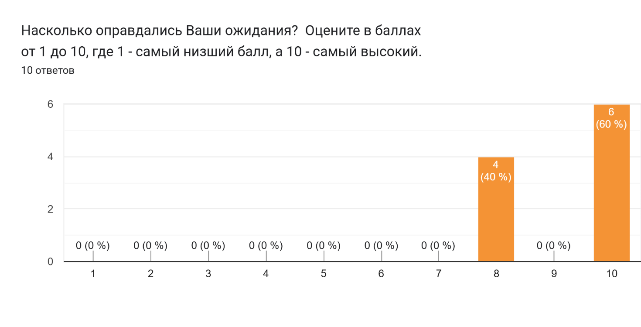 Насколько оправдались Ваши ожидания?  Оцените в баллах
от 1 до 10, где 1 - самый низший балл, а 10 - самый высокий.
10 ответов
6
6
(60 %)
4
4
(40 %)
2
0 (0 %) 0 (0 %) 0 (0 %) 0 (0 %) 0 (0 %) 0 (0 %) 0 (0 %) 0 (0 %)
0
1 2 3 4 5 6 7 8 9 10